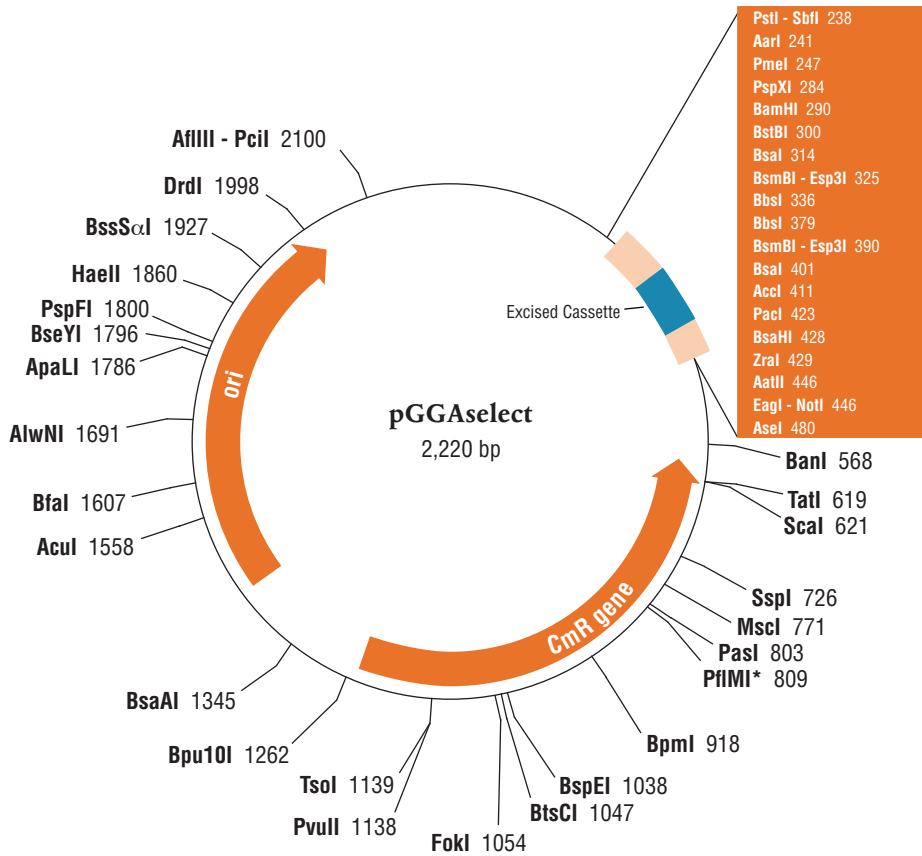 PstI - SbfI 238
AarI 241
PmeI 247
PspXI 284
BamHI 290
BstBI 300
BsaI 314
BsmBI - Esp3I 325
BbsI 336
BbsI 379
BsmBI - Esp3I 390
BsaI 401
AccI 411
PacI 423
BsaHI 428
ZraI 429
AatII 446
EagI - NotI 446
AseI 480
AflIII - PciI 2100
DrdI 1998
BssSαI 1927
HaeII 1860
PspFI 1800
BseYI 1796
ApaLI 1786
AlwNI 1691
BfaI 1607
AcuI 1558
ori
Excised Cassette
pGGAselect
2,220 bp
BanI 568
TatI 619
ScaI 621
SspI 726
MscI 771
PasI 803
PflMI* 809
CmR gene
BpmI 918
BspEI 1038
BtsCI 1047
FokI 1054
PvuII 1138
TsoI 1139
Bpu10I 1262
BsaAI 1345